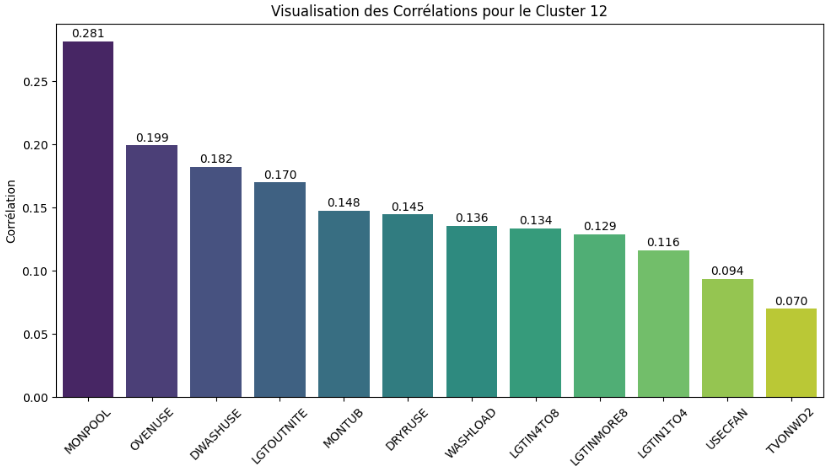 Visualisation des Corrélations pour le Cluster 12
Corrélation
0.25
0.20
0.15
0.10
0.05
0.00
0.281
0.199
0.182
0.170
0.148
0.145
0.136
0.134
0.129
0.116
0.094
0.070
MONPOOL
OVENUSE
DWASHUSE
LGTOUTNITE
MONTUB
DRYRUSE
WASHLOAD
LGTIN4TO8
LGTINMORE8
LGTIN1TO4
USECFAN
TVONWD2